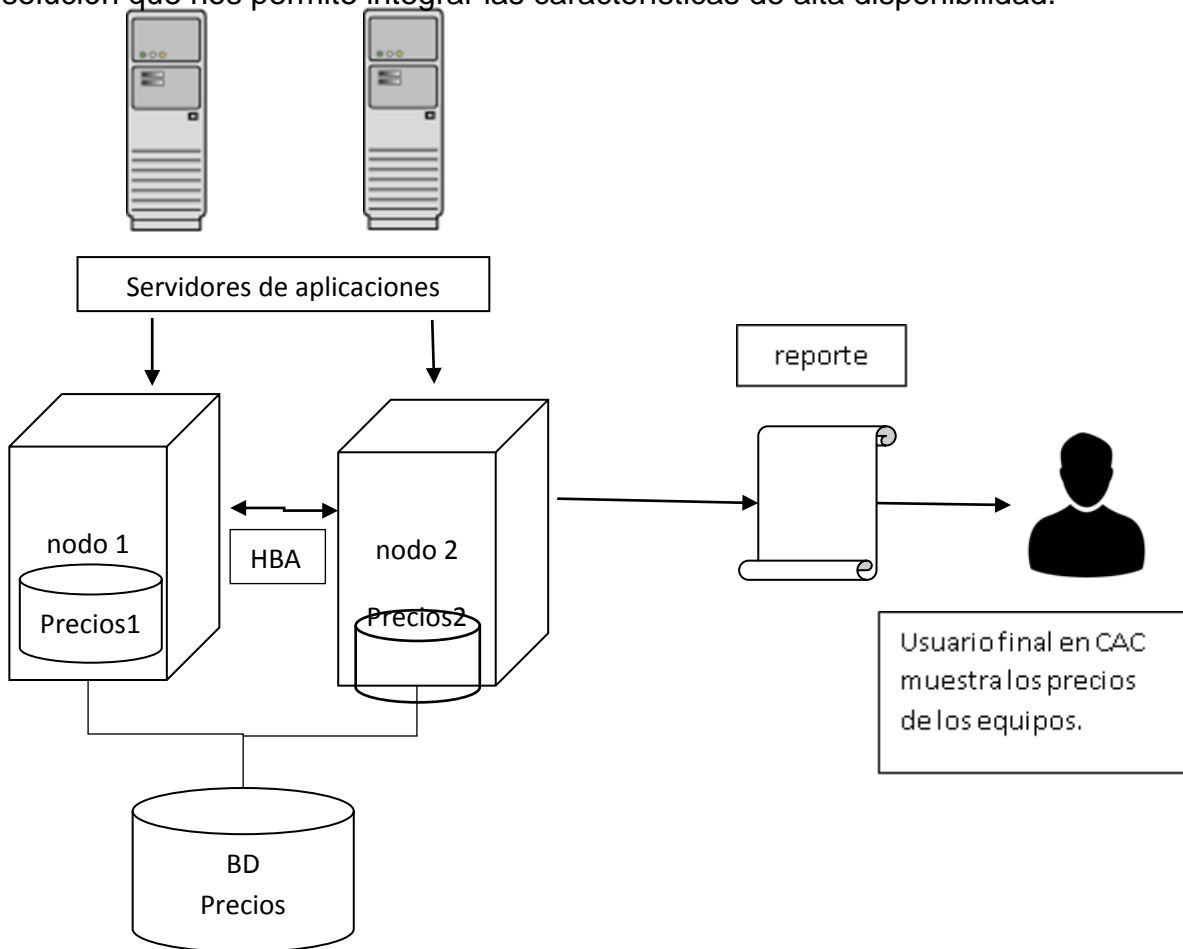 solución que nos permite integrar las características de alta disponibilidad.
Servidores de aplicaciones
reporte
nodo 1
HBA
nodo 2
Precios1
Precios2
Usuario final en CAC
muestra los precios
de los equipos.
BD
Precios